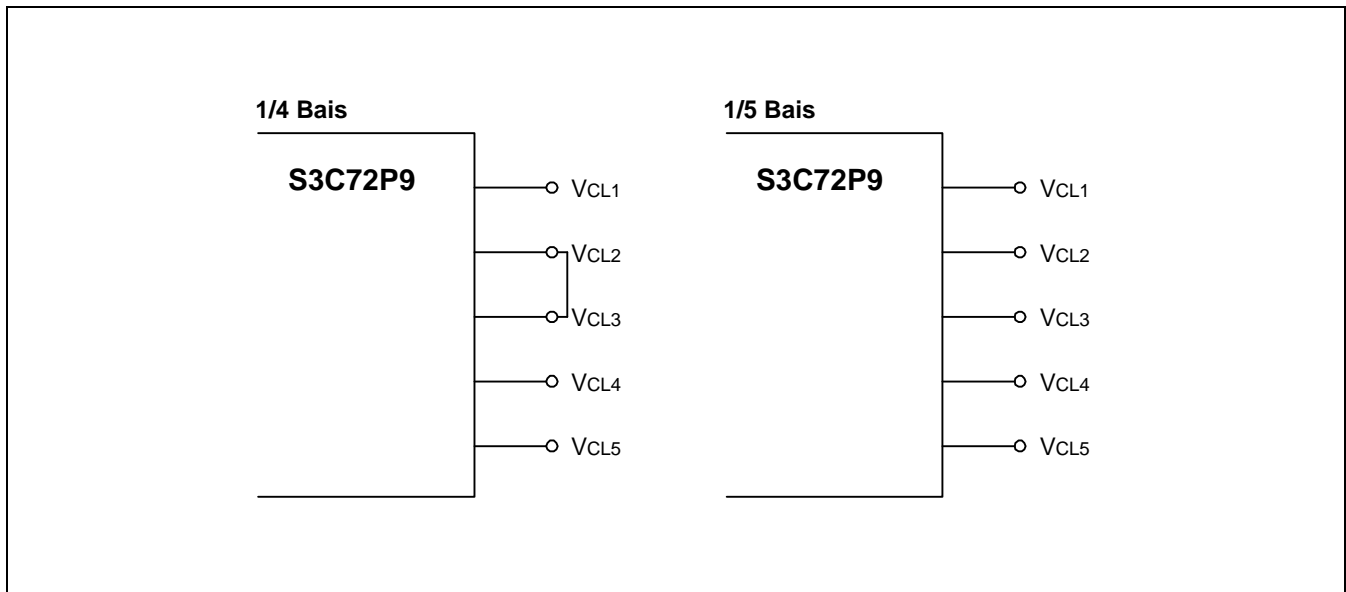 1/4 Bais
S3C72P9
VCL1
VCL2
VCL3
VCL4
VCL5
1/5 Bais
S3C72P9
VCL1
VCL2
VCL3
VCL4
VCL5